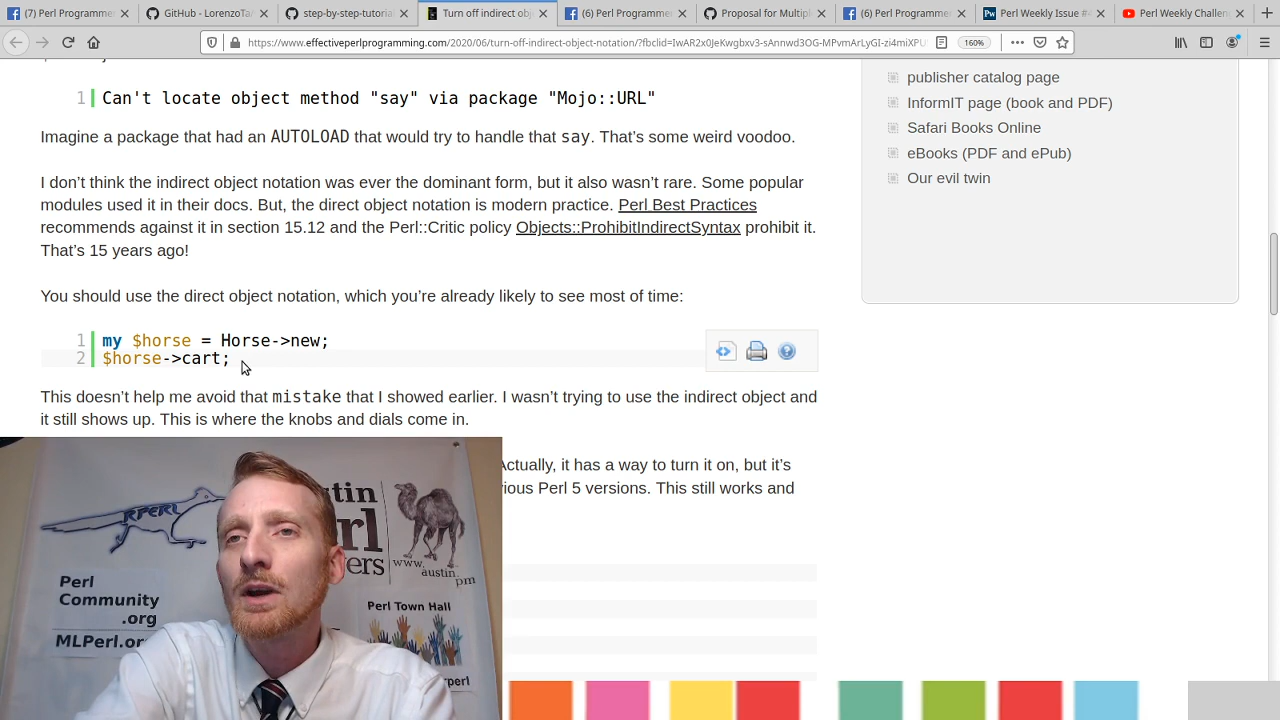 (7) Perl Programme
GitHub - LorenzoTa/
step-by-step-tutoria
Turn off indirect obj
(6) Perl Programme
Proposal for Multipl
(6) Perl Programme
Perl Weekly Issue #4
Perl Weekly Challen
https://www.effectiveperlprogramming.com/2020/06/turn-off-indirect-object-notation/?fbclid=IwAR2x0JeKwgbxv3-sAnnwd3OG-MPvmArLyGI-zi4miXPU
160%
1 Can't locate object method "say" via package "Mojo::URL"
Imagine a package that had an AUTOLOAD that would try to handle that say. That’s some weird voodoo.
I don’t think the indirect object notation was ever the dominant form, but it also wasn’t rare. Some popular
modules used it in their docs. But, the direct object notation is modern practice. Perl Best Practices
recommends against it in section 15.12 and the Perl::Critic policy Objects::ProhibitIndirectSyntax prohibit it.
That’s 15 years ago!
You should use the direct object notation, which you’re already likely to see most of time:
1 my $horse = Horse->new;
2 $horse->cart;
This doesn’t help me avoid that mistake that I showed earlier. I wasn’t trying to use the indirect object and
it still shows up. This is where the knobs and dials come in.
Actually, it has a way to turn it on, but it’s
vious Perl 5 versions. This still works and
publisher catalog page
InformIT page (book and PDF)
Safari Books Online
eBooks (PDF and ePub)
Our evil twin
RPERL
Perl
Community
.org
MLPerl.or
stin
rl
ers
www.
austin.
pm
Perl Town Hall
perl